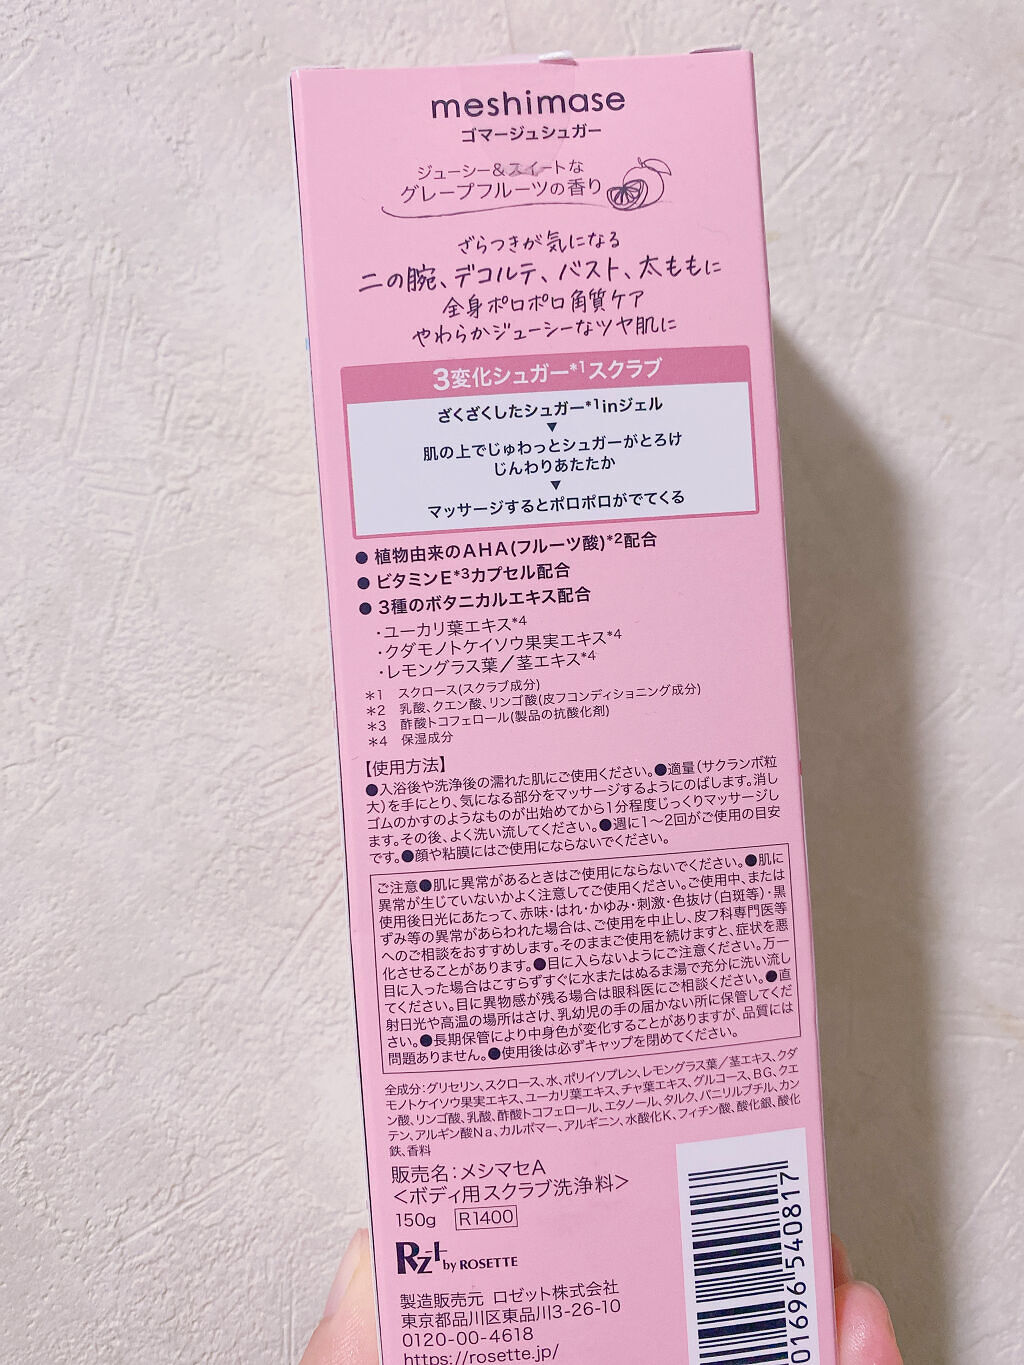 meshimase
ゴマージュシュガー
ジューシー&スイートな
グレープフルーツの香り
ざらつきが気になる
二の腕、デコルテ、バスト、太ももに
全身ポロポロ角質ケア
やわらかジューシーなツヤ肌に
3変化シュガー*1スクラブ
ざくざくしたシュガー*1inジェル
▼
肌の上でじゅわっとシュガーがとろけ
じんわりあたたか
▼
マッサージするとポロポロがでてくる
●植物由来のAHA(フルーツ酸)*2配合
●ビタミンE*3カプセル配合
●3種のボタニカルエキス配合
・ユーカリ葉エキス*4
・クダモノトケイソウ果実エキス*4
・レモングラス葉/茎エキス*4
*1 スクロース(スクラブ成分)
*2 乳酸、クエン酸、リンゴ酸(皮フコンディショニング成分)
*3 酢酸トコフェロール(製品の抗酸化剤)
*4 保湿成分
【使用方法】
●入浴後や洗浄後の濡れた肌にご使用ください。●適量(サクランボ粒
大)を手にとり、気になる部分をマッサージするようにのばします。消し
ゴムのかすのようなものが出始めてから1分程度じっくりマッサージし
ます。その後、よく洗い流してください。●週に1〜2回がご使用の目安
です。●顔や粘膜にはご使用にならないでください。
ご注意●肌に異常があるときはご使用にならないでください。●肌に
異常が生じていないかよく注意してご使用ください。ご使用中、または
使用後日光にあたって、赤味・はれ・かゆみ・刺激・色抜け(白斑等)・黒
ずみ等の異常があらわれた場合は、ご使用を中止し、皮フ科専門医等
へのご相談をおすすめします。そのままご使用を続けますと、症状を悪
化させることがあります。●目に入らないようにご注意ください。万一
目に入った場合はこすらずすぐに水またはぬるま湯で充分に洗い流し
てください。目に異物感が残る場合は眼科医にご相談ください。●直
射日光や高温の場所はさけ、乳幼児の手の届かない所に保管してくだ
さい。●長期保管により中身色が変化することがありますが、品質には
問題ありません。●使用後は必ずキャップを閉めてください。
全成分:グリセリン、スクロース、水、ポリイソプレン、レモングラス葉/茎エキス、クダ
モノトケイソウ果実エキス、ユーカリ葉エキス、チャ葉エキス、グルコース、BG、クエ
ン酸、リンゴ酸、乳酸、酢酸トコフェロール、エタノール、タルク、バニリルブチル、カン
テン、アルギン酸Na、カルボマー、アルギニン、水酸化K、フィチン酸、酸化銀、酸化
鉄、香料
販売名:メシマセA
<ボディ用スクラブ洗浄料>
150g R1400
Rz+ by ROSETTE
製造販売元 ロゼット株式会社
東京都品川区東品川3-26-10
0120-00-4618
https://rosette.jp/
01696 540817